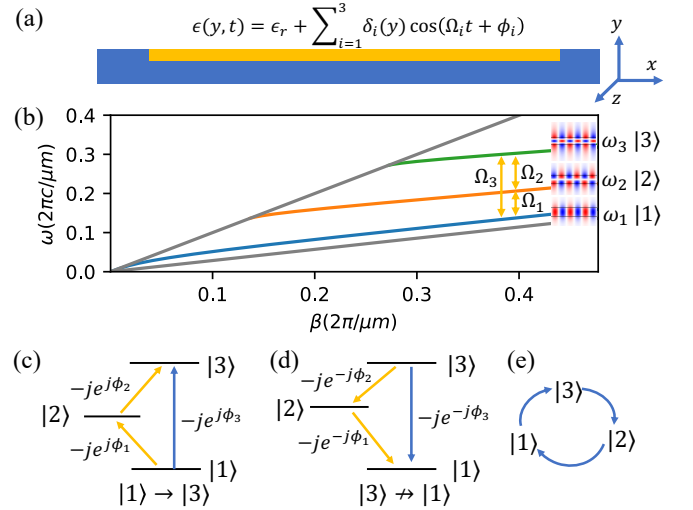 (a)
ϵ(y, t) = ϵ_r + ∑_{i=1}^{3} δ_i(y) cos(Ω_i t + ϕ_i)
y
x
z
(b)
ω(2πc/μm)
0.4
0.3
0.2
0.1
0.0
Ω_3
Ω_2
Ω_1
ω_3 |3⟩
ω_2 |2⟩
ω_1 |1⟩
0.1 0.2 0.3 0.4
β(2π/μm)
(c)
|3⟩
−je^{jϕ_2}
|2⟩
−je^{jϕ_3}
−je^{jϕ_1}
|1⟩
|1⟩ → |3⟩
(d)
|3⟩
−je^{−jϕ_2}
|2⟩
−je^{−jϕ_3}
−je^{−jϕ_1}
|1⟩
|3⟩ ↛ |1⟩
(e)
|3⟩
|1⟩
|2⟩